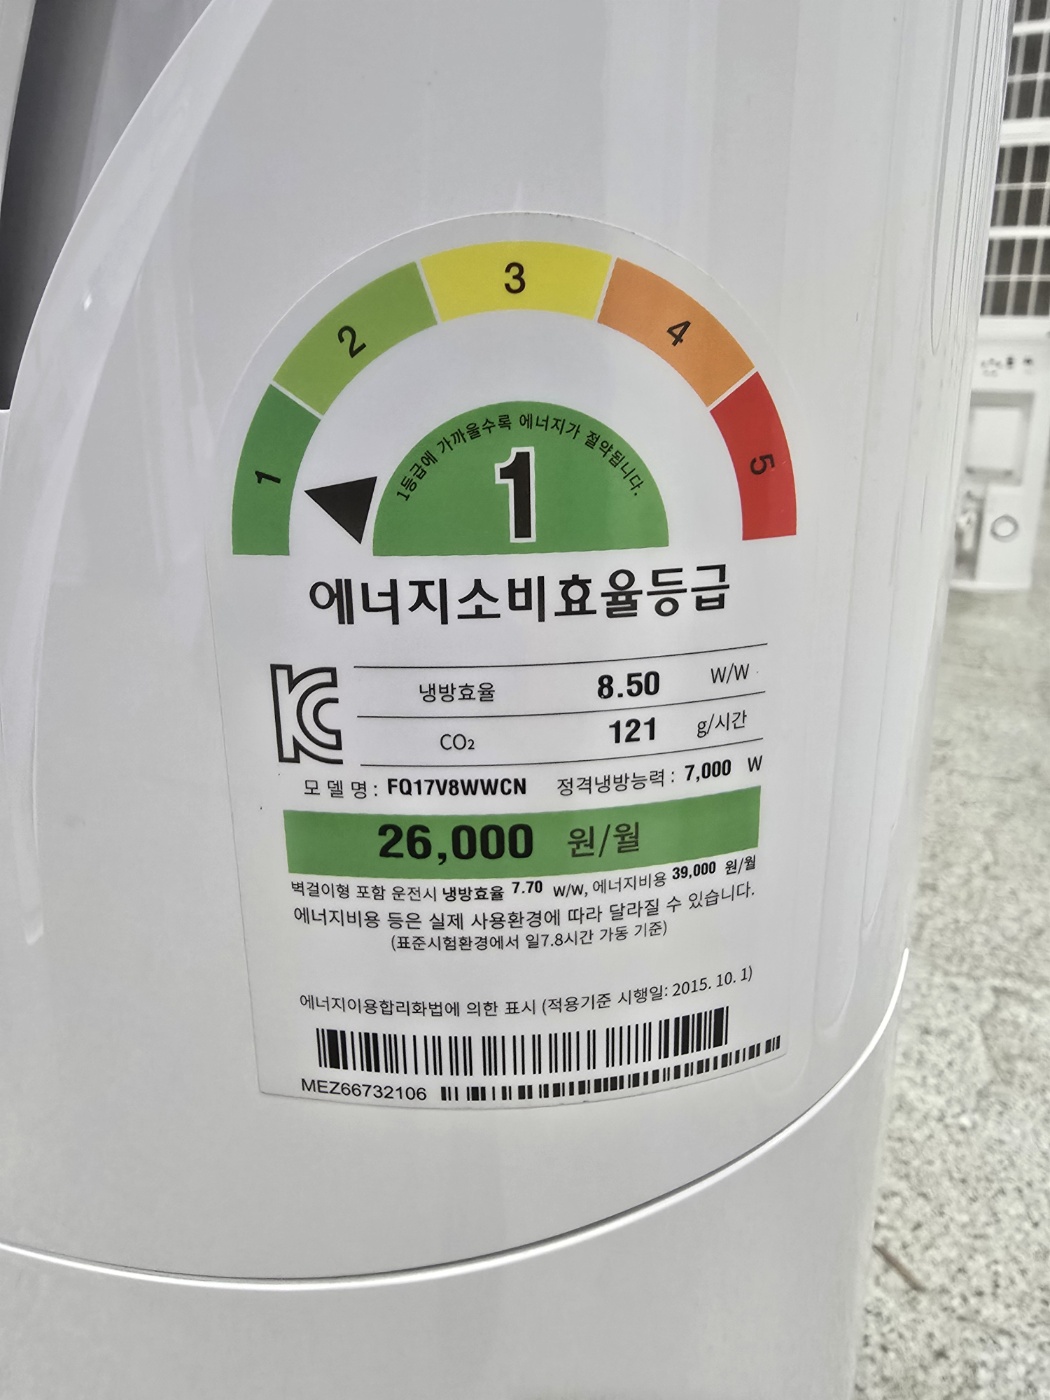 1 2 3 4 5
1등급에 가까울수록 에너지가 절약됩니다.
1
에너지소비효율등급
냉방효율 8.50 W/W
CO₂ 121 g/시간
모델명: FQ17V8WWCN 정격냉방능력: 7,000 W
26,000 원/월
벽걸이형 포함 운전시 냉방효율 7.70 W/W, 에너지비용 39,000 원/월
에너지비용 등은 실제 사용환경에 따라 달라질 수 있습니다.
(표준시험환경에서 일7.8시간 가동 기준)
에너지이용합리화법에 의한 표시 (적용기준 시행일: 2015. 10. 1)
MEZ66732106